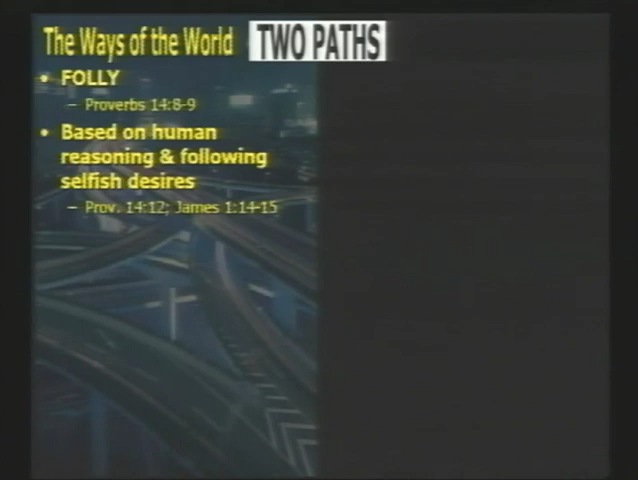 The Ways of the World TWO PATHS
• FOLLY
– Proverbs 14:8-9
• Based on human
reasoning & following
selfish desires
– Prov. 14:12; James 1:14-15